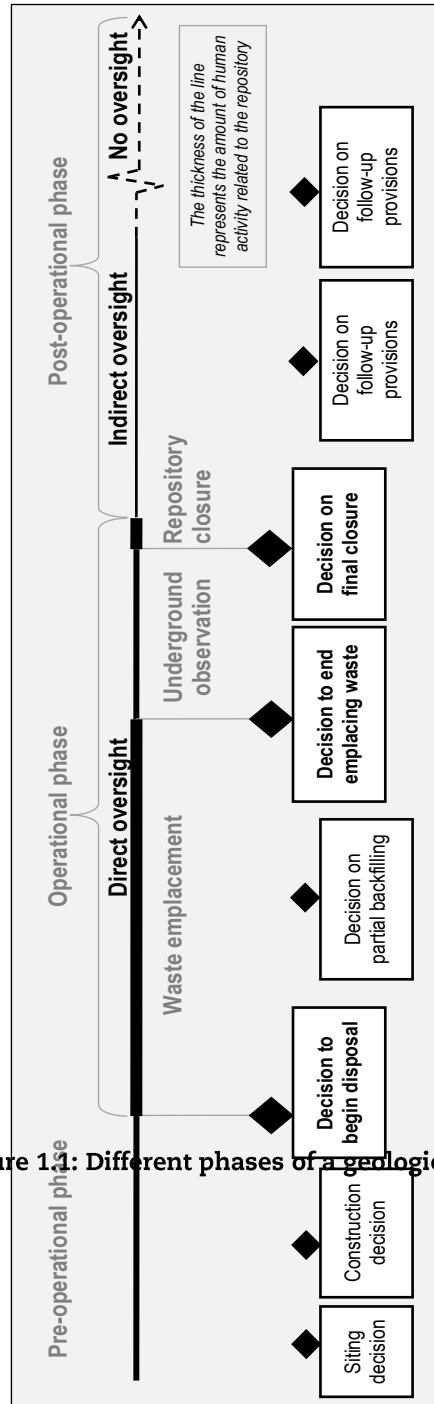 Pre-operational phase
Operational phase
Post-operational phase
Direct oversight
Indirect oversight
No oversight
Waste emplacement
Underground
observation
Repository
closure
The thickness of the line
represents the amount of human
activity related to the repository
Siting
decision
Construction
decision
Decision to
begin disposal
Decision on
partial backfilling
Decision to end
emplacing waste
Decision on
final closure
Decision on
follow-up
provisions
Decision on
follow-up
provisions
ure 1.1: Different phases of a geologic